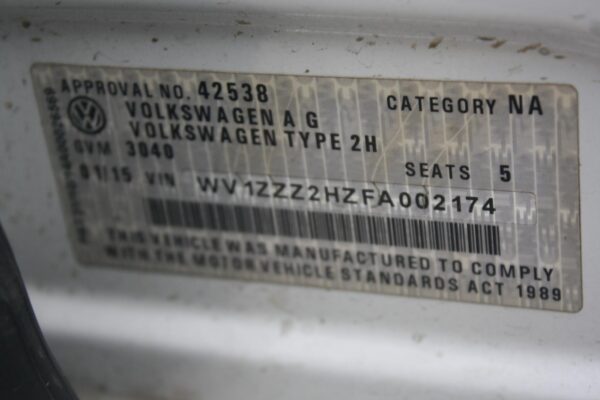 APPROVAL NO. 42538 CATEGORY NA
VOLKSWAGEN AG
VOLKSWAGEN TYPE 2H
GVM 3040 SEATS 5
01/15 VIN WV1ZZZ2HZFA002174
THIS VEHICLE WAS MANUFACTURED TO COMPLY
WITH THE MOTOR VEHICLE STANDARDS ACT 1989